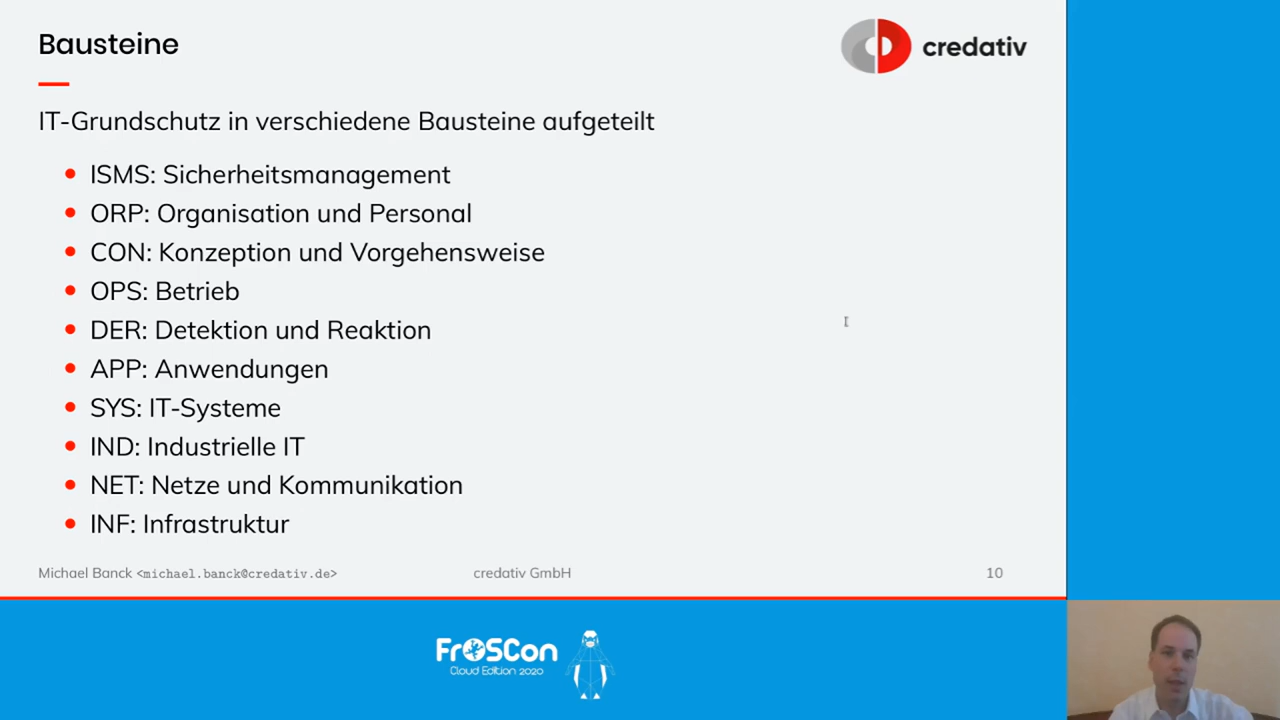 Bausteine
credativ
IT-Grundschutz in verschiedene Bausteine aufgeteilt
ISMS: Sicherheitsmanagement
ORP: Organisation und Personal
CON: Konzeption und Vorgehensweise
OPS: Betrieb
DER: Detektion und Reaktion
APP: Anwendungen
SYS: IT-Systeme
IND: Industrielle IT
NET: Netze und Kommunikation
INF: Infrastruktur
Michael Banck <michael.banck@credativ.de> credativ GmbH 10
FrOSCon
Cloud Edition 2020